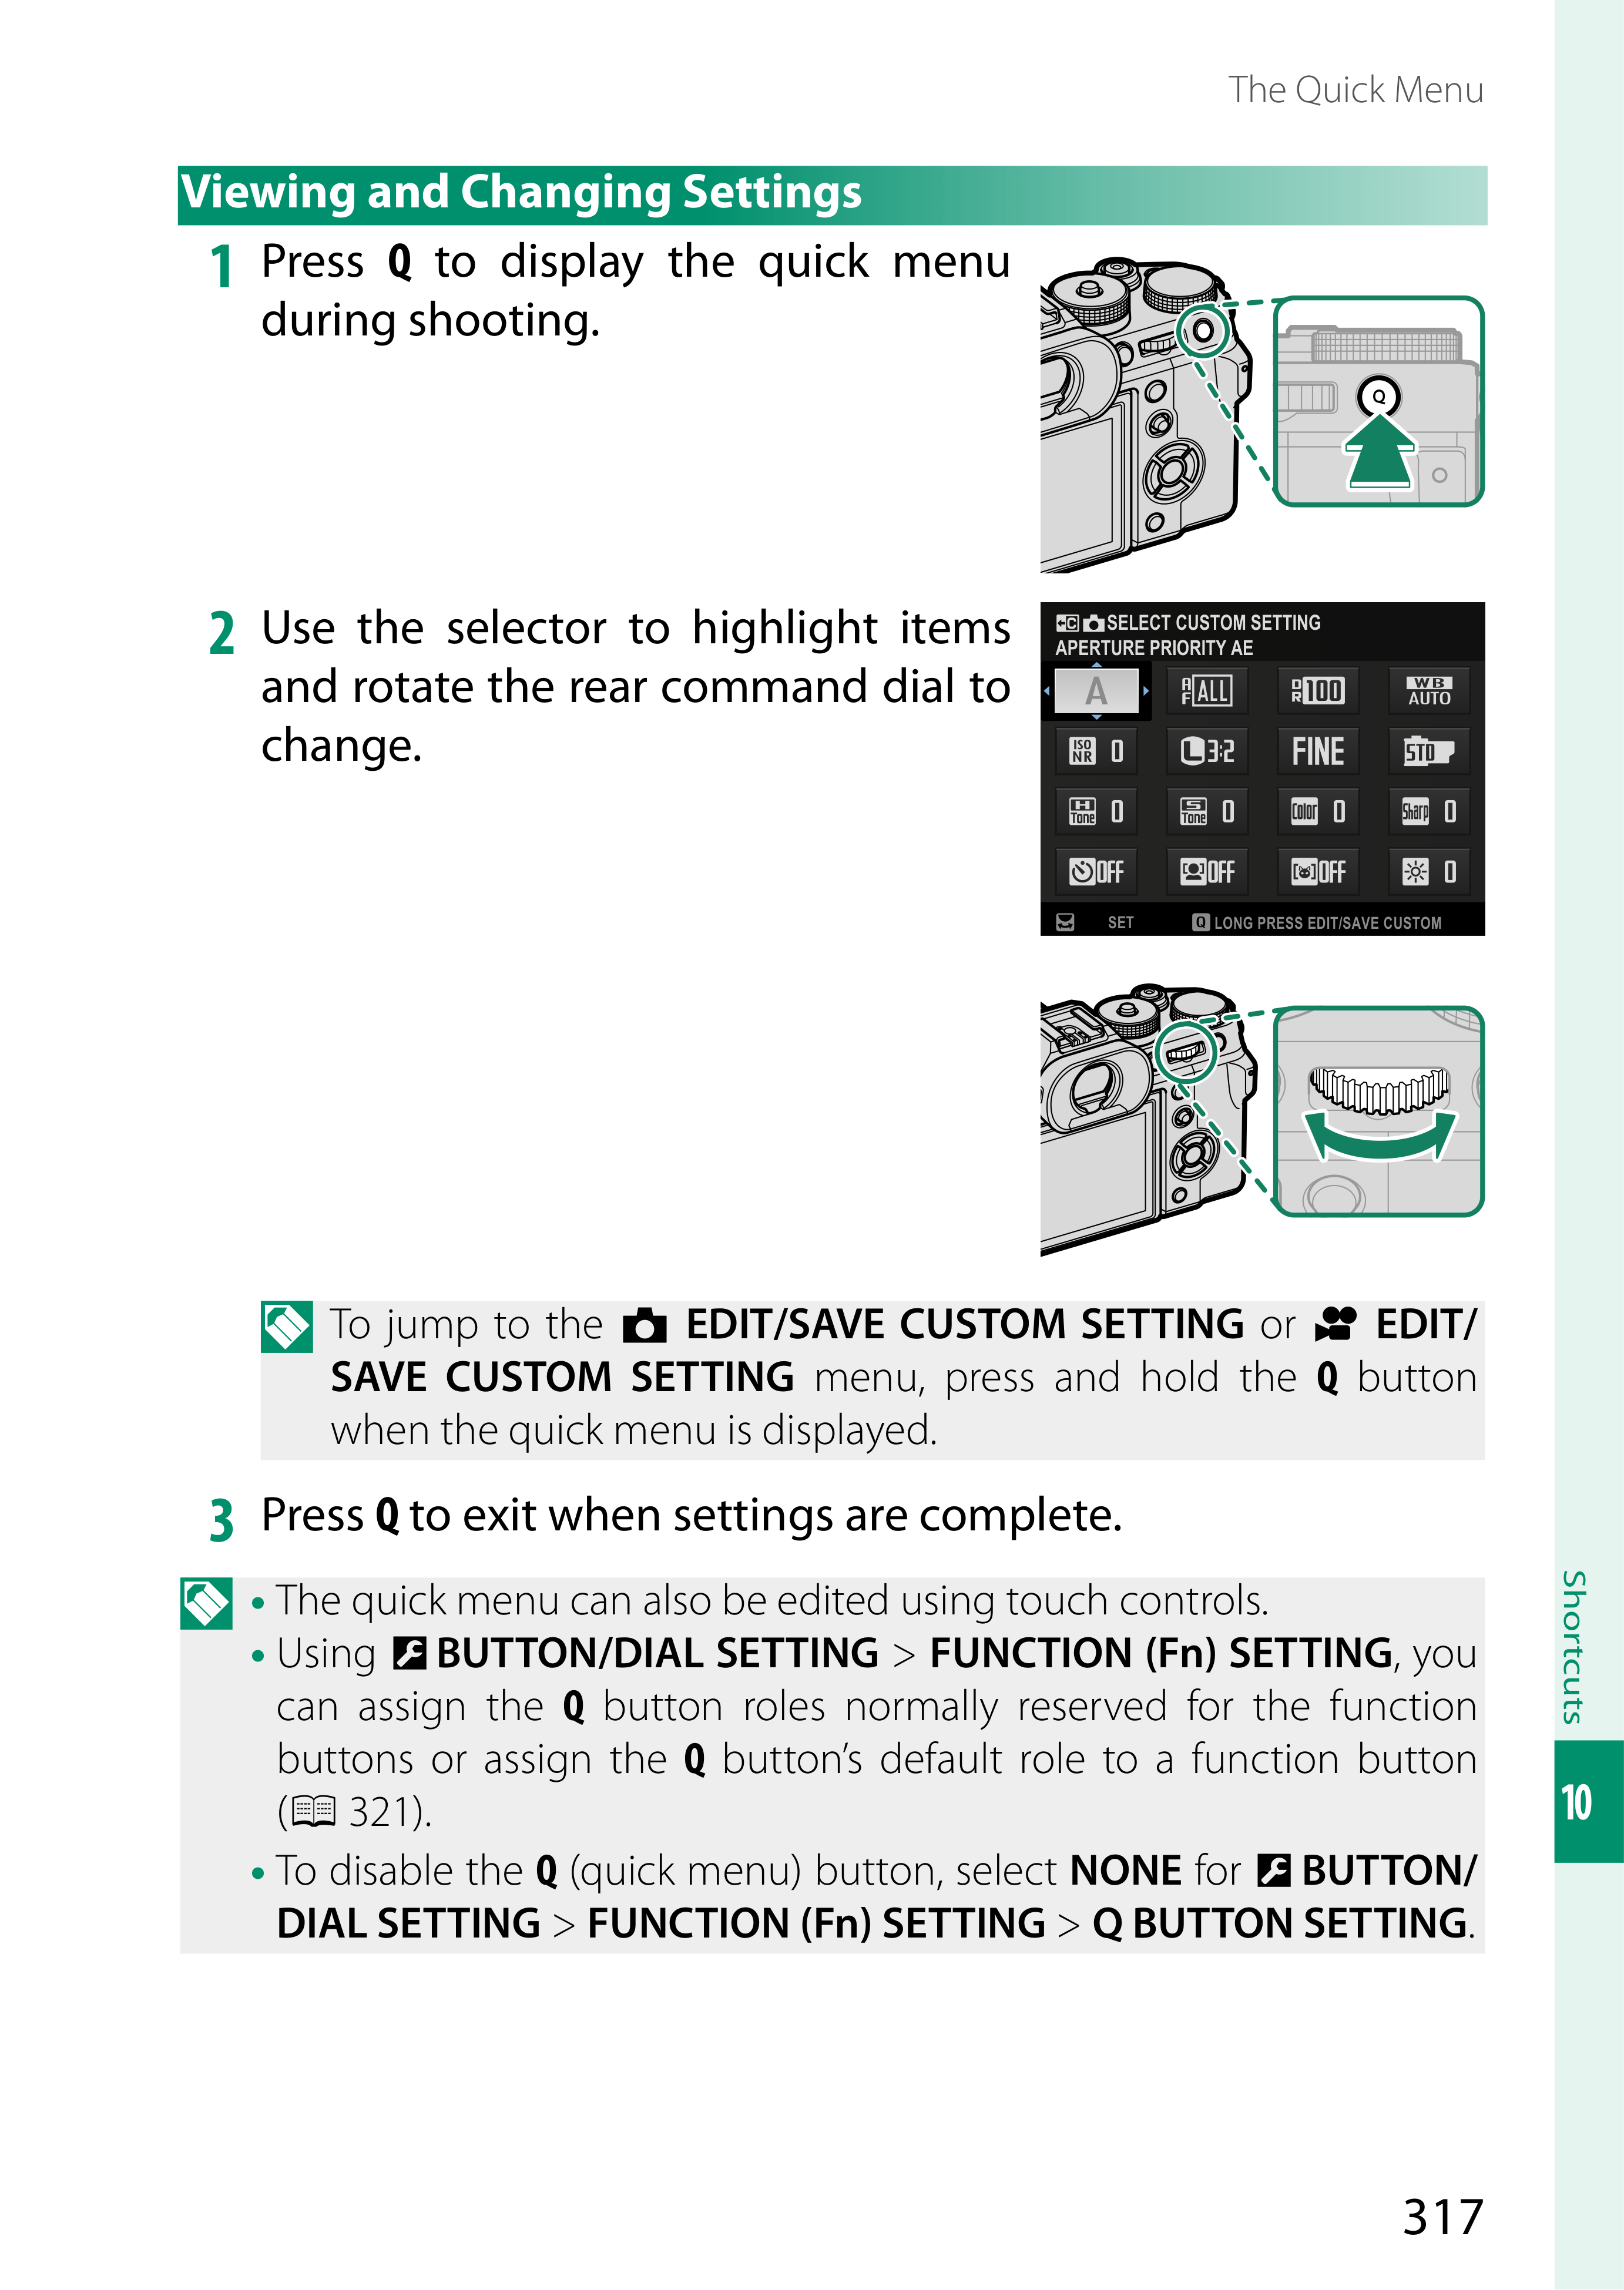 The Quick Menu
Viewing and Changing Settings
1 Press Q to display the quick menu
during shooting.
Q
2 Use the selector to highlight items
and rotate the rear command dial to
change.
C SELECT CUSTOM SETTING
APERTURE PRIORITY AE
A AF ALL DR 100 WB AUTO
ISO NR 0 L 3:2 FINE STD
H Tone 0 S Tone 0 Color 0 Sharp 0
OFF OFF OFF 0
SET Q LONG PRESS EDIT/SAVE CUSTOM
To jump to the EDIT/SAVE CUSTOM SETTING or EDIT/
SAVE CUSTOM SETTING menu, press and hold the Q button
when the quick menu is displayed.
3 Press Q to exit when settings are complete.
• The quick menu can also be edited using touch controls.
• Using BUTTON/DIAL SETTING > FUNCTION (Fn) SETTING, you
can assign the Q button roles normally reserved for the function
buttons or assign the Q button’s default role to a function button
( 321).
• To disable the Q (quick menu) button, select NONE for BUTTON/
DIAL SETTING > FUNCTION (Fn) SETTING > Q BUTTON SETTING.
Shortcuts
10
317